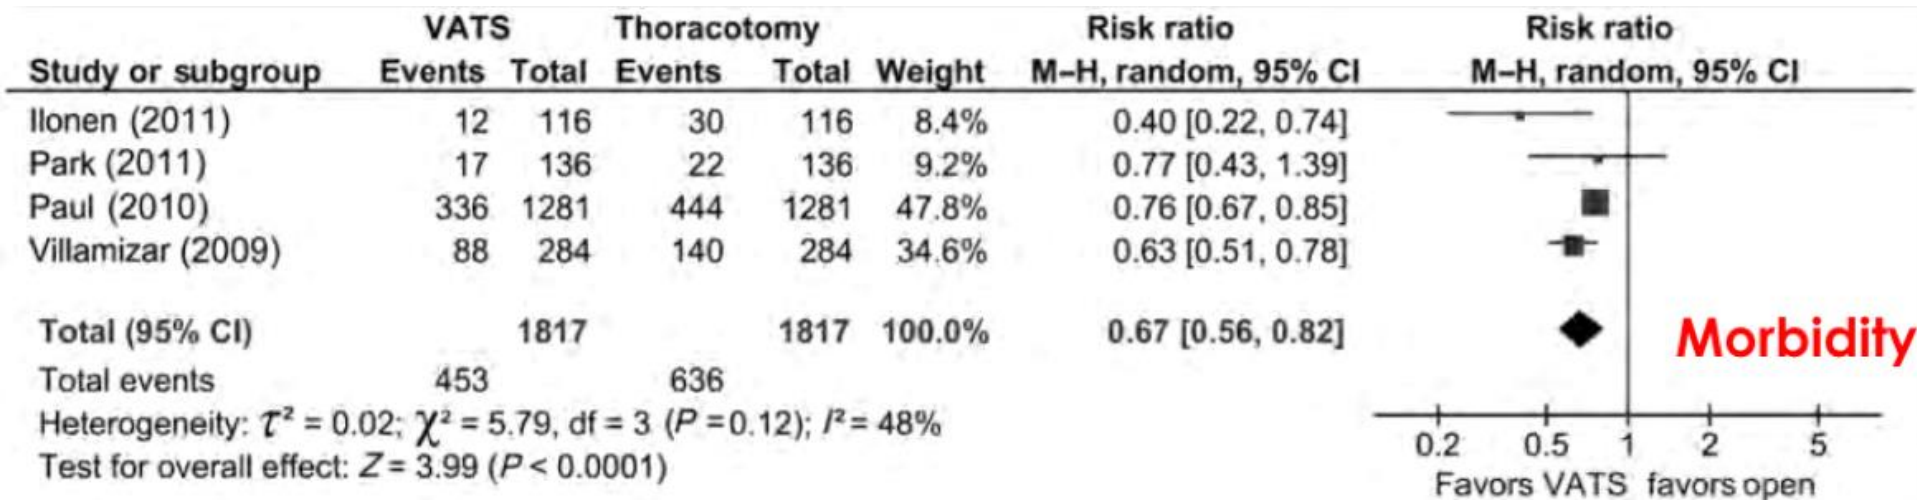 VATS Thoracotomy Risk ratio Risk ratio
Study or subgroup Events Total Events Total Weight M–H, random, 95% CI M–H, random, 95% CI
Ilonen (2011) 12 116 30 116 8.4% 0.40 [0.22, 0.74]
Park (2011) 17 136 22 136 9.2% 0.77 [0.43, 1.39]
Paul (2010) 336 1281 444 1281 47.8% 0.76 [0.67, 0.85]
Villamizar (2009) 88 284 140 284 34.6% 0.63 [0.51, 0.78]
Total (95% CI) 1817 1817 100.0% 0.67 [0.56, 0.82] Morbidity
Total events 453 636
Heterogeneity: τ² = 0.02; χ² = 5.79, df = 3 (P = 0.12); I² = 48%
Test for overall effect: Z = 3.99 (P < 0.0001)
0.2 0.5 1 2 5
Favors VATS favors open